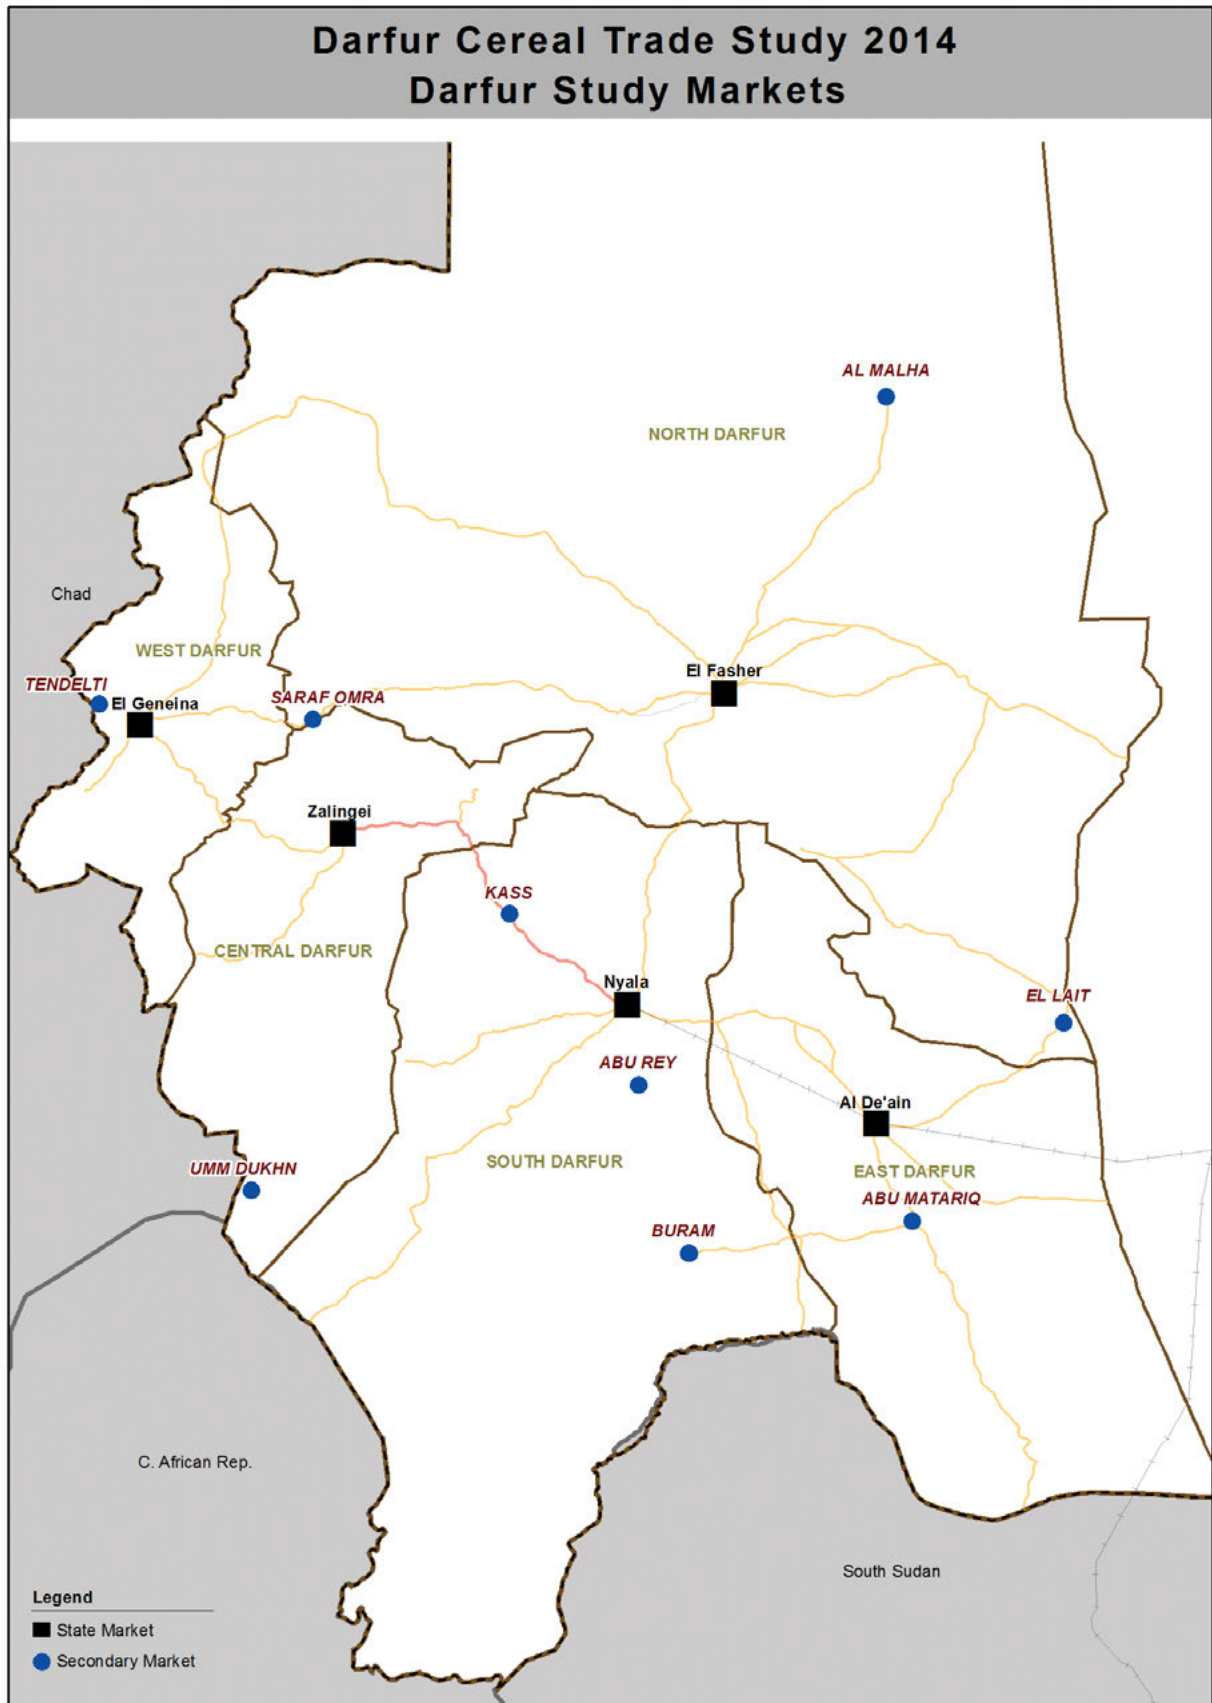 Darfur Cereal Trade Study 2014
Darfur Study Markets
AL MALHA
NORTH DARFUR
Chad
WEST DARFUR
TENDELTI
El Geneina
SARAF OMRA
El Fasher
Zalingei
KASS
CENTRAL DARFUR
Nyala
EL LAIT
ABU REY
Al De'ain
UMM DUKHN
SOUTH DARFUR
EAST DARFUR
ABU MATARIQ
BURAM
C. African Rep.
South Sudan
Legend
State Market
Secondary Market